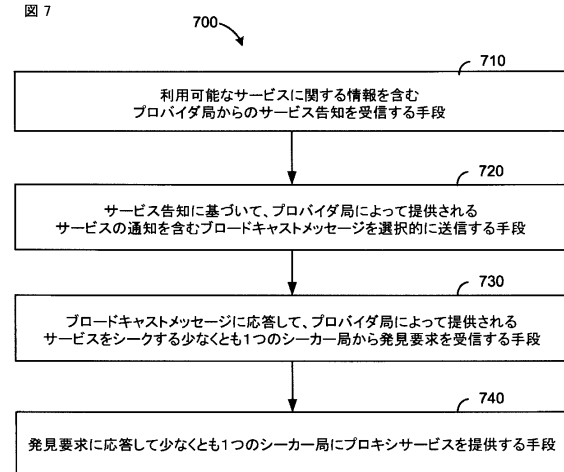 図 7
700
710
利用可能なサービスに関する情報を含む
プロバイダ局からのサービス告知を受信する手段
720
サービス告知に基づいて、プロバイダ局によって提供される
サービスの通知を含むブロードキャストメッセージを選択的に送信する手段
730
ブロードキャストメッセージに応答して、プロバイダ局によって提供される
サービスをシークする少なくとも1つのシーカー局から発見要求を受信する手段
740
発見要求に応答して少なくとも1つのシーカー局にプロキシサービスを提供する手段